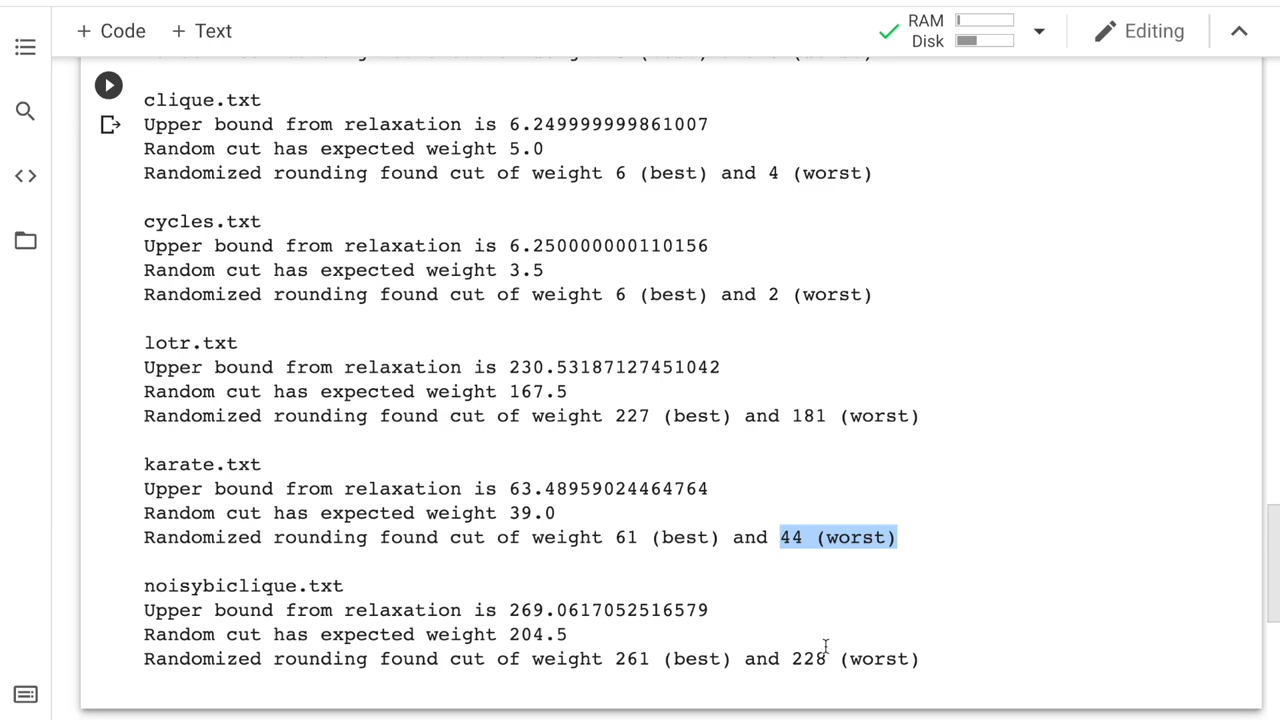 + Code + Text
RAM
Disk
Editing
clique.txt
Upper bound from relaxation is 6.249999999861007
Random cut has expected weight 5.0
Randomized rounding found cut of weight 6 (best) and 4 (worst)
cycles.txt
Upper bound from relaxation is 6.250000000110156
Random cut has expected weight 3.5
Randomized rounding found cut of weight 6 (best) and 2 (worst)
lotr.txt
Upper bound from relaxation is 230.53187127451042
Random cut has expected weight 167.5
Randomized rounding found cut of weight 227 (best) and 181 (worst)
karate.txt
Upper bound from relaxation is 63.48959024464764
Random cut has expected weight 39.0
Randomized rounding found cut of weight 61 (best) and 44 (worst)
noisybiclique.txt
Upper bound from relaxation is 269.0617052516579
Random cut has expected weight 204.5
Randomized rounding found cut of weight 261 (best) and 228 (worst)